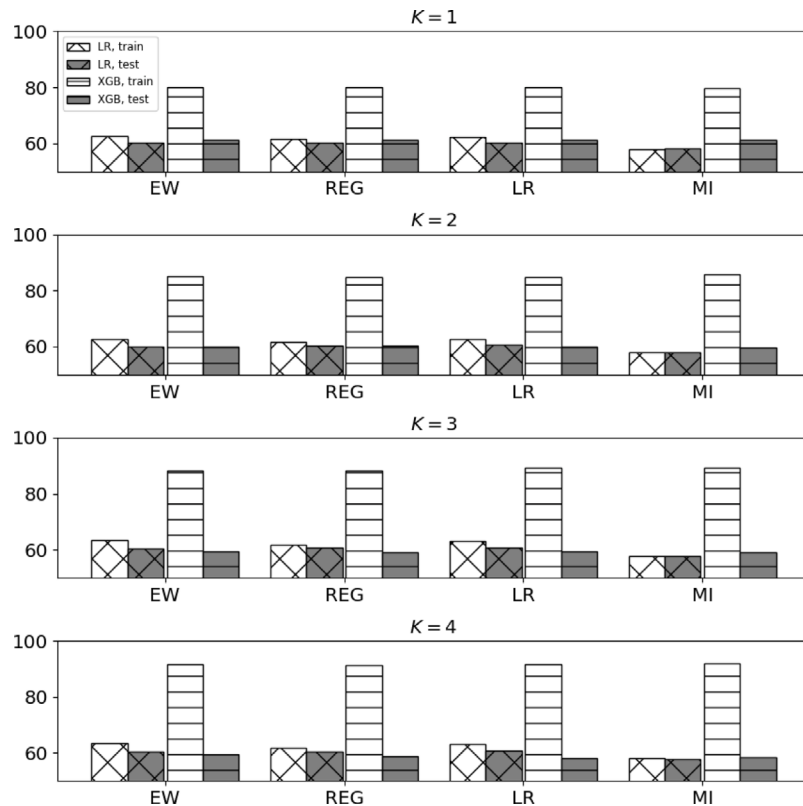 K = 1
100
80
60
LR, train
LR, test
XGB, train
XGB, test
EW REG LR MI
K = 2
100
80
60
EW REG LR MI
K = 3
100
80
60
EW REG LR MI
K = 4
100
80
60
EW REG LR MI